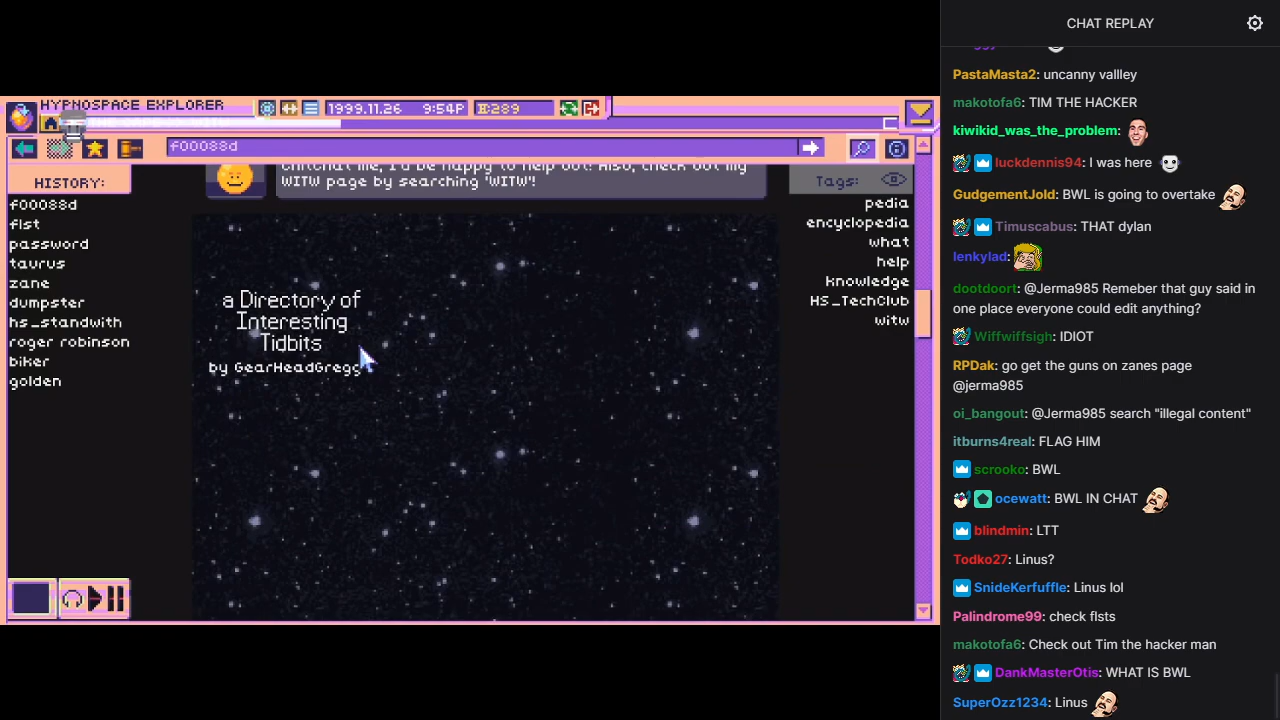 CHAT REPLAY
HYPNOSPACE EXPLORER
1999.11.26
9:54P
289
f00088d
HISTORY:
f00088d
fist
password
taurus
zane
dumpster
hs_standwith
roger robinson
biker
golden
chitchat me, I'd be happy to help out! Also, check out my
WITW page by searching "WITW"!
a Directory of
Interesting
Tidbits
by GearHeadGregg
Tags:
pedia
encyclopedia
what
help
knowledge
HS_TechClub
witw
PastaMasta2: uncanny vallley
makotofa6: TIM THE HACKER
kiwikid_was_the_problem:
luckdennis94: I was here
GudgementJold: BWL is going to overtake
Timuscabus: THAT dylan
lenkylad:
dootdoort: @Jerma985 Remeber that guy said in
one place everyone could edit anything?
Wiffwiffsigh: IDIOT
RPDak: go get the guns on zanes page
@jerma985
oi_bangout: @Jerma985 search "illegal content"
itburns4real: FLAG HIM
scrooko: BWL
ocewatt: BWL IN CHAT
blindmin: LTT
Todko27: Linus?
SnideKerfuffle: Linus lol
Palindrome99: check flsts
makotofa6: Check out Tim the hacker man
DankMasterOtis: WHAT IS BWL
SuperOzz1234: Linus